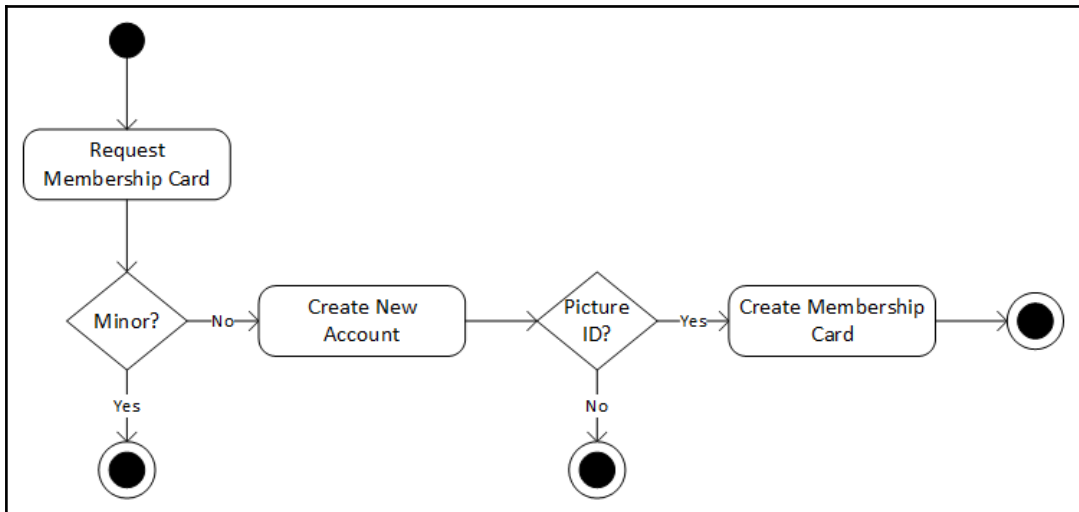 Request
Membership Card
Minor?
No
Create New
Account
Picture
ID?
Yes
Create Membership
Card
Yes
No